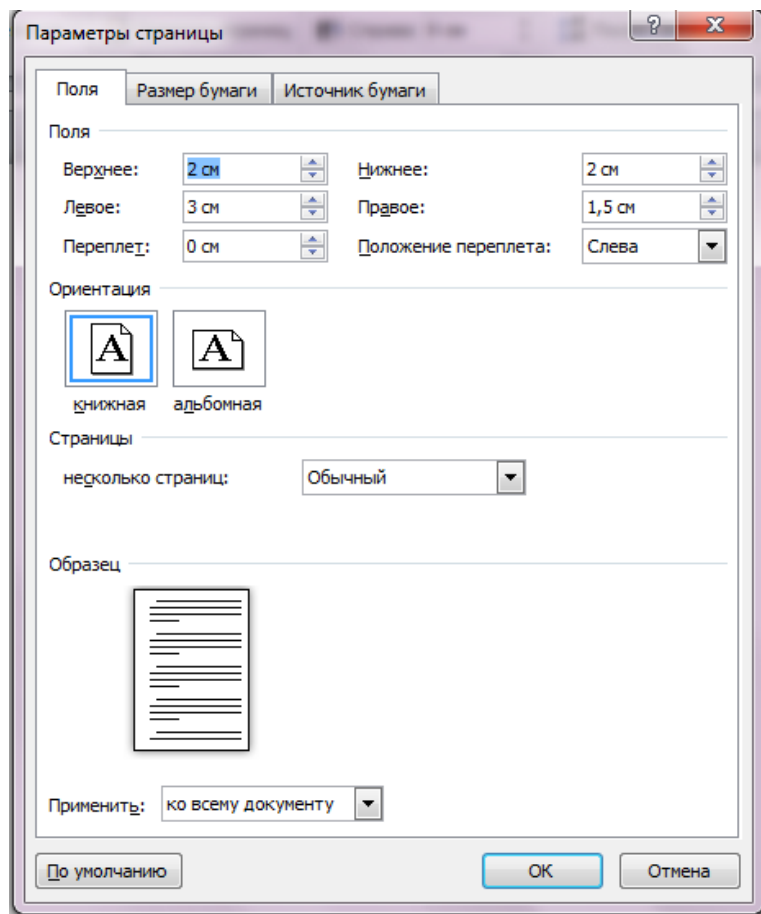 Параметры страницы
Поля Размер бумаги Источник бумаги
Поля
Верхнее: 2 см Нижнее: 2 см
Левое: 3 см Правое: 1,5 см
Переплет: 0 см Положение переплета: Слева
Ориентация
A A
книжная альбомная
Страницы
несколько страниц: Обычный
Образец
Применить: ко всему документу
По умолчанию ОК Отмена